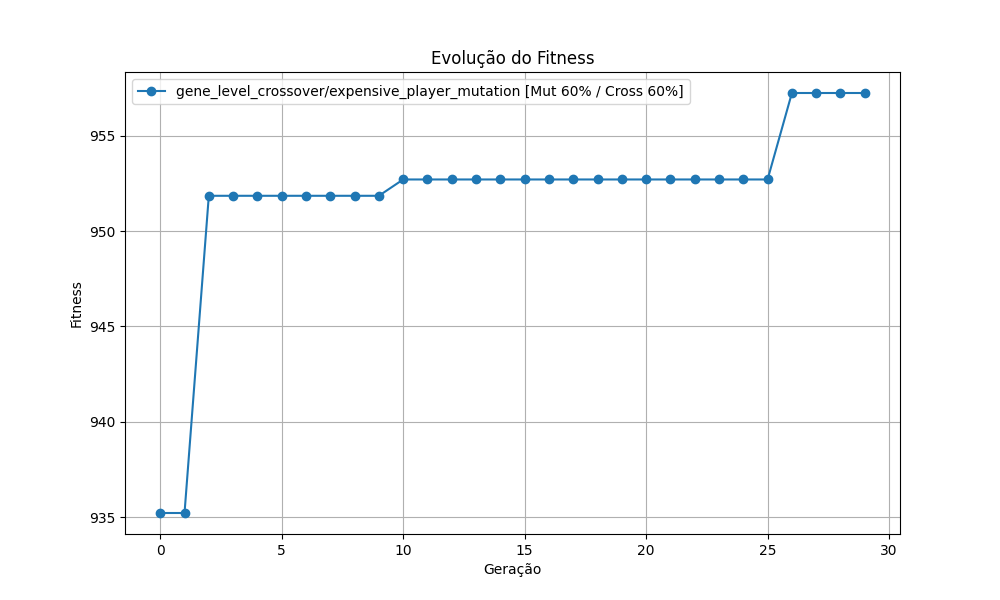 Evolução do Fitness
gene_level_crossover/expensive_player_mutation [Mut 60% / Cross 60%]
955
950
945
940
935
Fitness
0 5 10 15 20 25 30
Geração